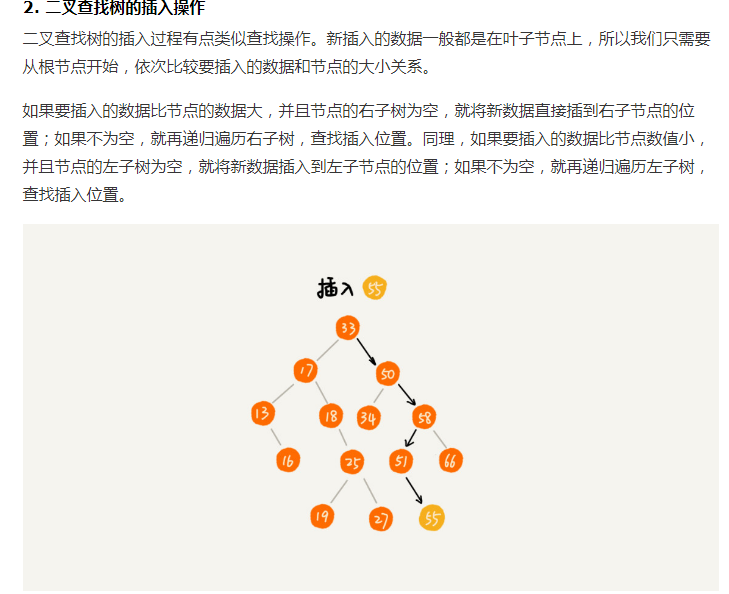 2. 二叉查找树的插入操作
二叉查找树的插入过程有点类似查找操作。新插入的数据一般都是在叶子节点上，所以我们只需要
从根节点开始，依次比较要插入的数据和节点的大小关系。
如果要插入的数据比节点的数据大，并且节点的右子树为空，就将新数据直接插到右子节点的位
置；如果不为空，就再递归遍历右子树，查找插入位置。同理，如果要插入的数据比节点数值小，
并且节点的左子树为空，就将新数据插入到左子节点的位置；如果不为空，就再递归遍历左子树，
查找插入位置。
插入 55
33
17 50
13 18 34 58
16 25 51 66
19 27 55